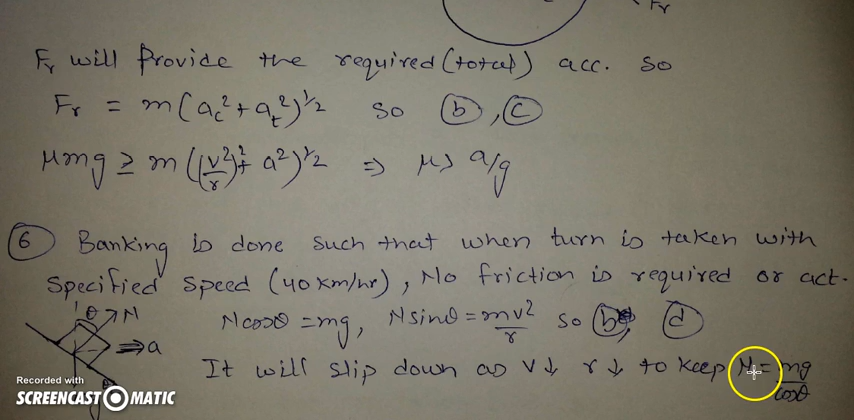 Fr
Fr will provide the required (total) acc. so
Fr = m(ac² + at²)^1/2 so (b), (c)
μmg ≥ m((v²/r)² + a²)^1/2 ⇒ μ > a/g
(6) Banking is done such that when turn is taken with
specified speed (40 km/hr), No friction is required or act.
θ N
Ncosθ = mg, Nsinθ = mv²/r so (b), (d)
⇒ a
It will slip down as v↓ r↓ to keep N = mg/cosθ
θ
Recorded with
SCREENCAST-O-MATIC